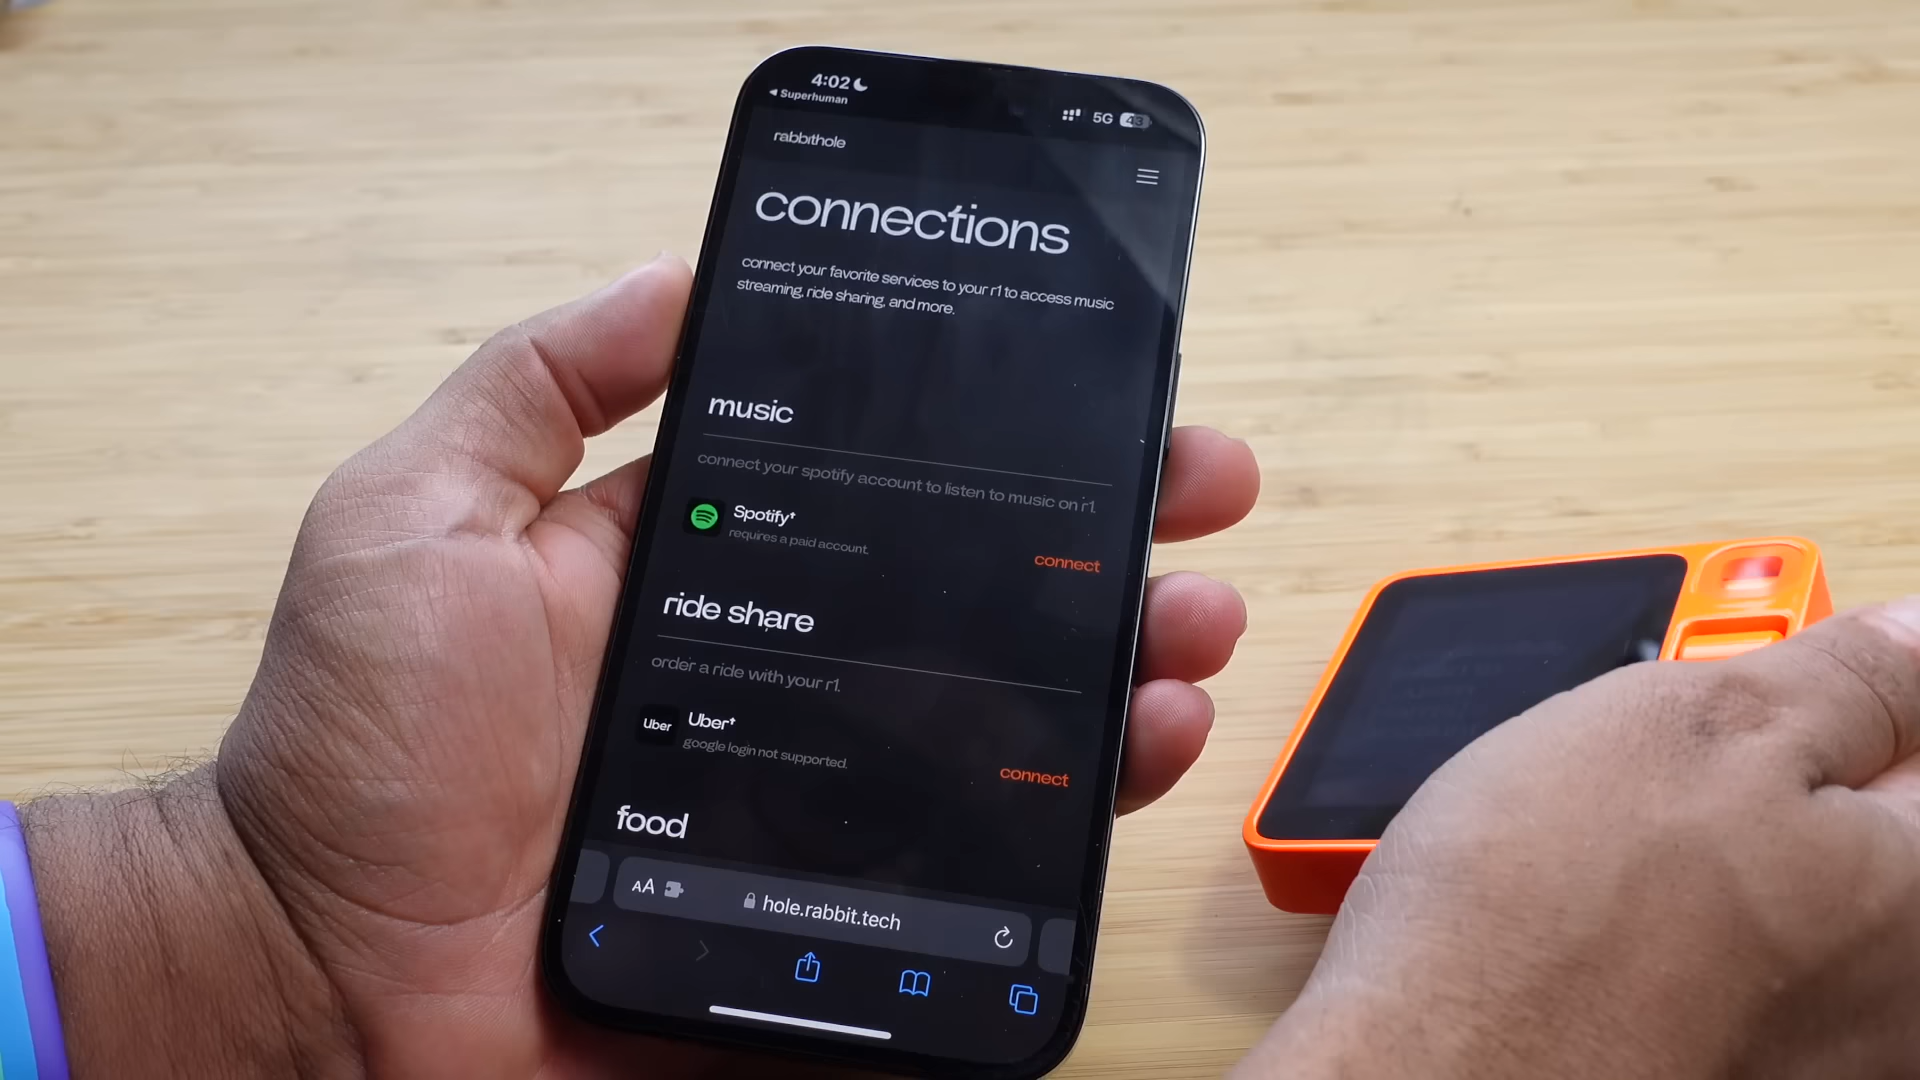 4:02
◀ Superhuman
5G 43
rabbithole
connections
connect your favorite services to your r1 to access music
streaming, ride sharing, and more.
music
connect your spotify account to listen to music on r1.
Spotify†
requires a paid account.
connect
ride share
order a ride with your r1.
Uber
Uber†
google login not supported.
connect
food
AA
hole.rabbit.tech